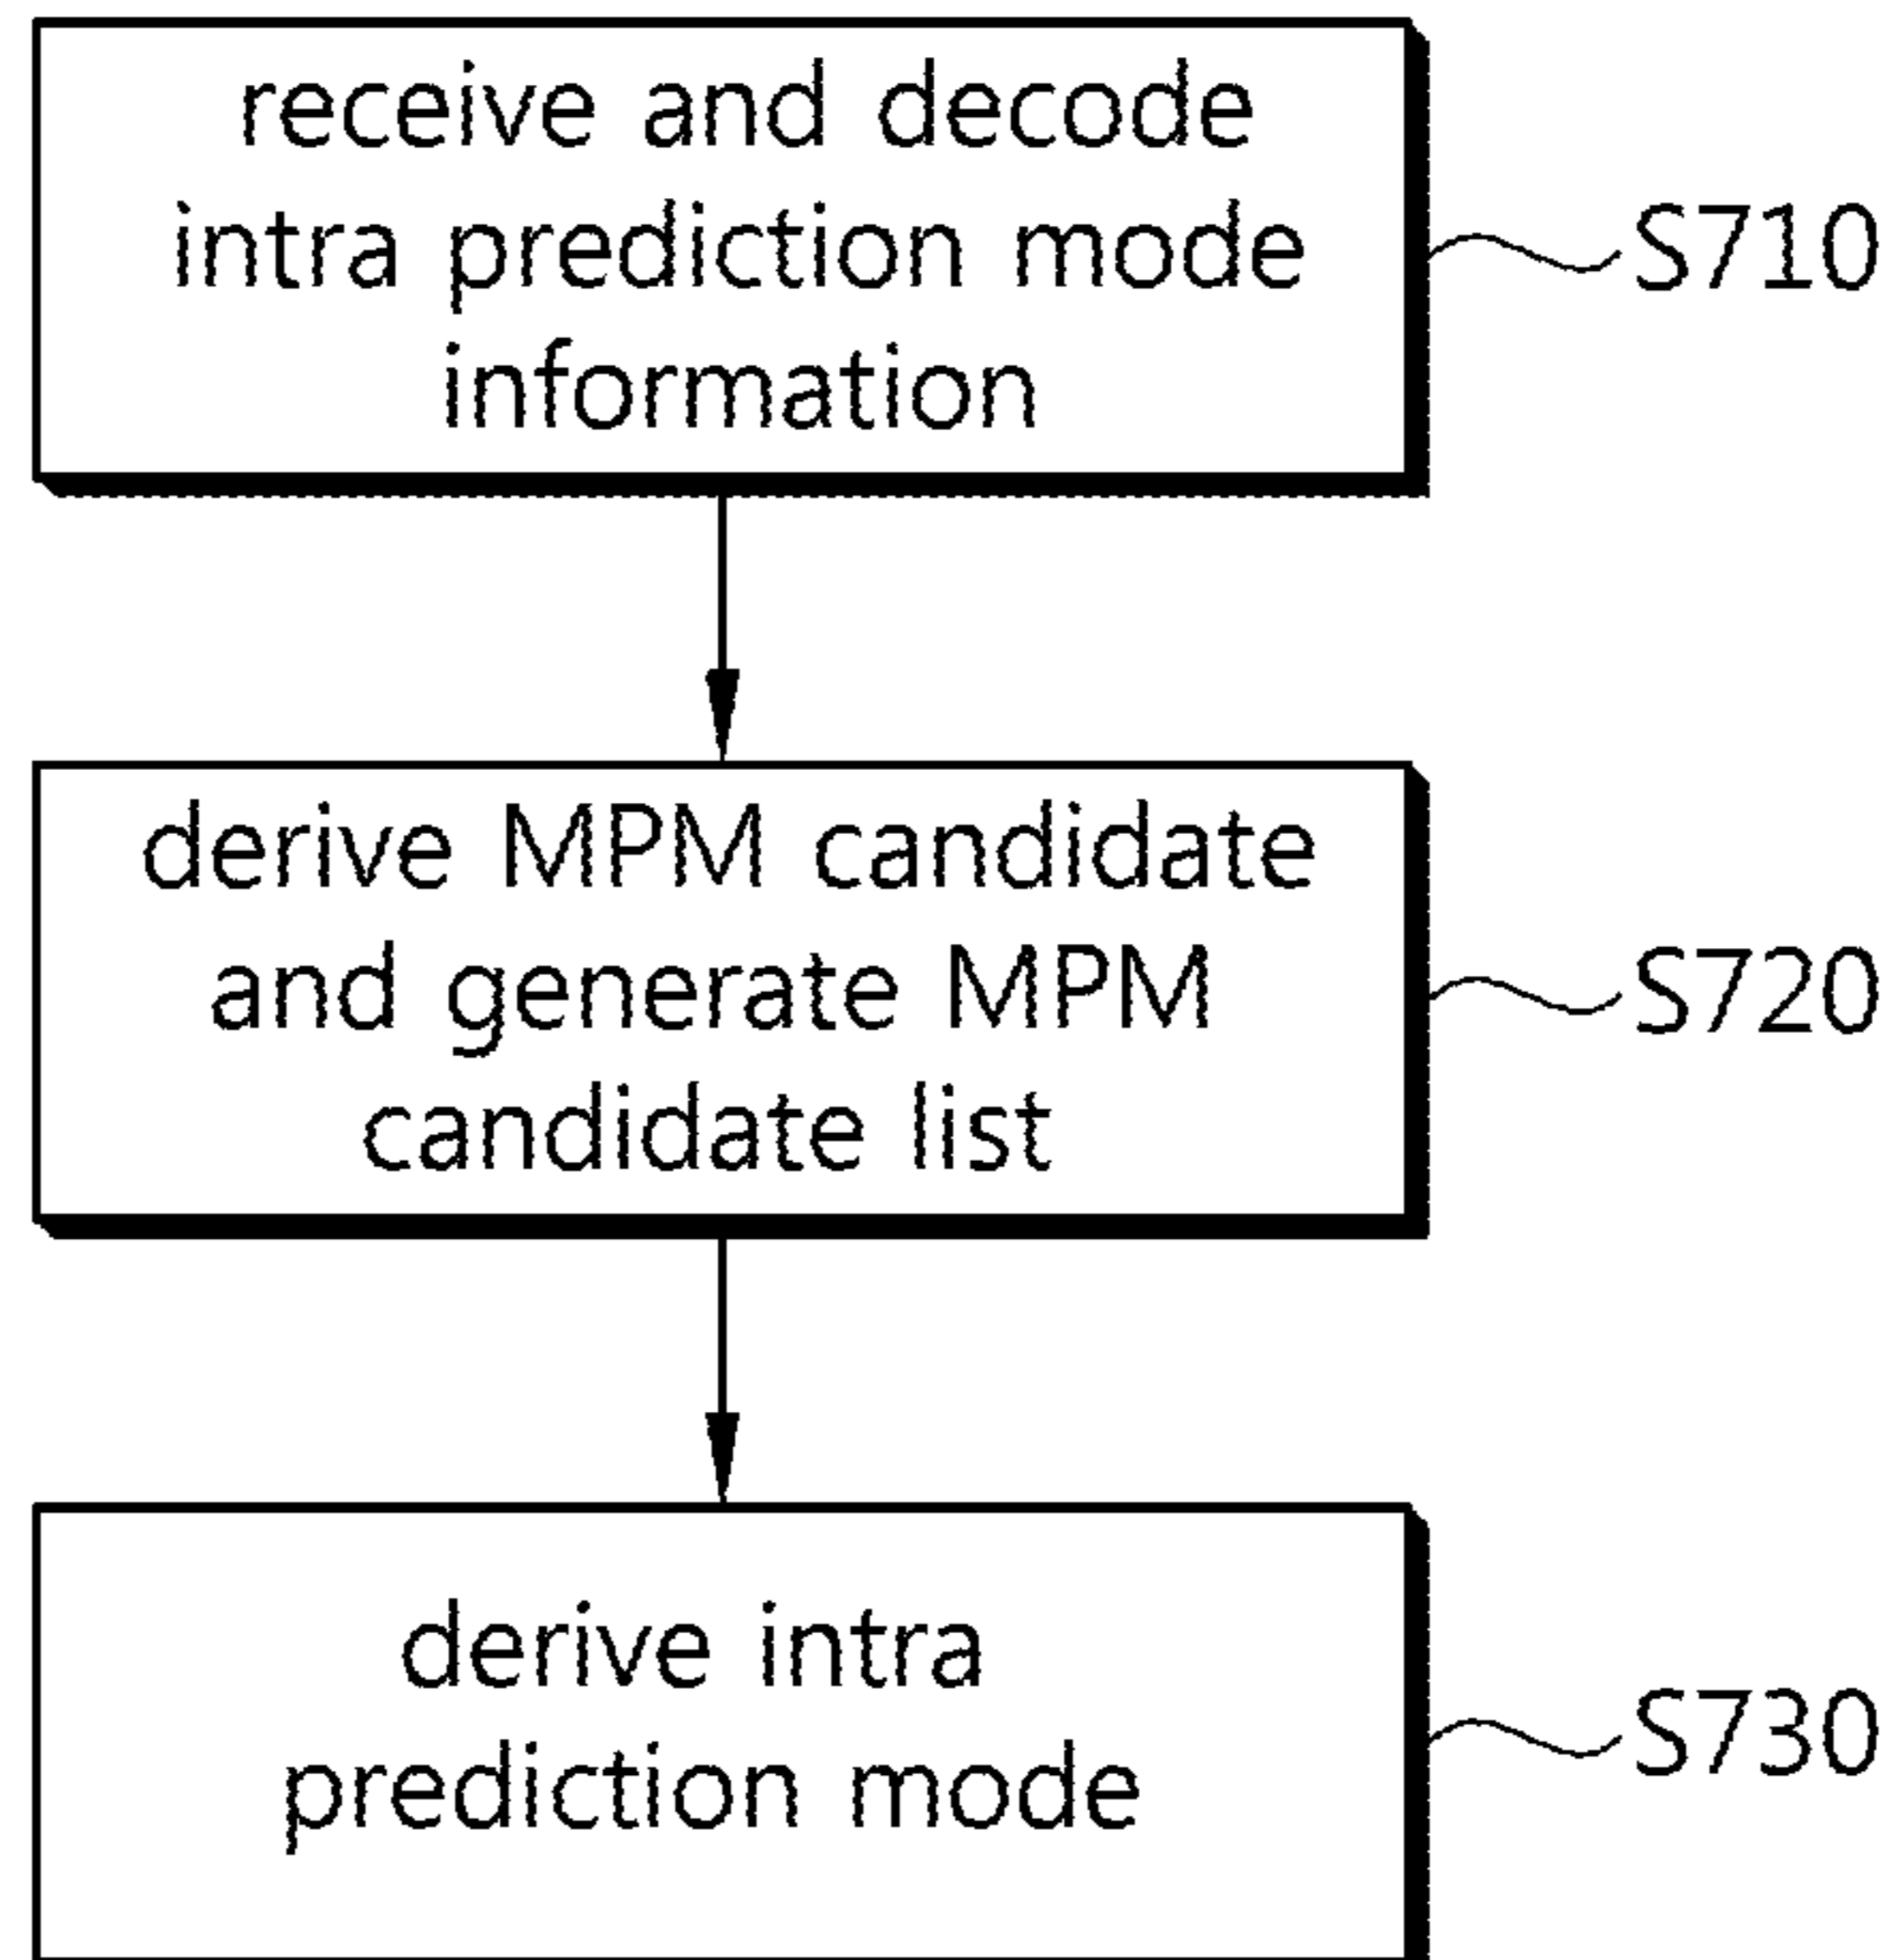 receive and decode
intra prediction mode
information
S710
derive MPM candidate
and generate MPM
candidate list
S720
derive intra
prediction mode
S730